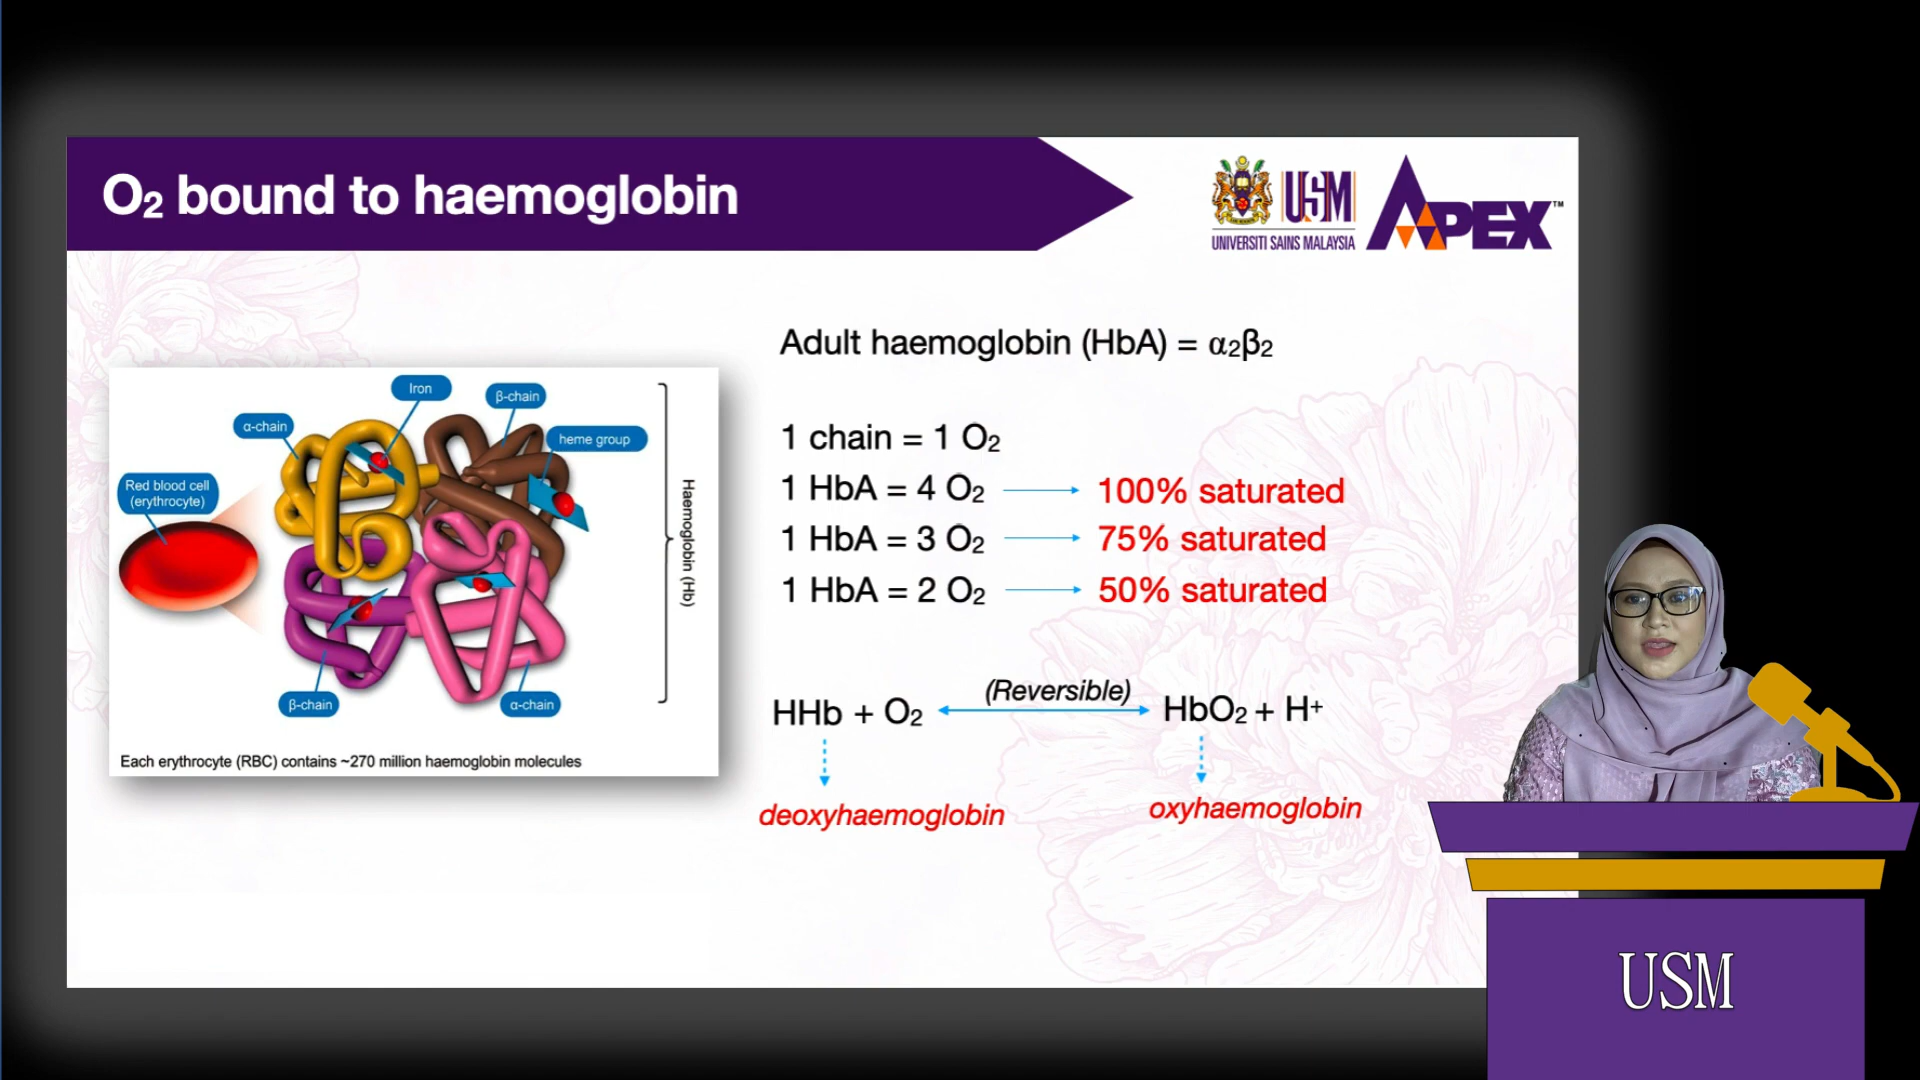 O₂ bound to haemoglobin
USM
UNIVERSITI SAINS MALAYSIA
APEX™
Adult haemoglobin (HbA) = α₂β₂
1 chain = 1 O₂
1 HbA = 4 O₂ 100% saturated
1 HbA = 3 O₂ 75% saturated
1 HbA = 2 O₂ 50% saturated
(Reversible)
HHb + O₂ HbO₂ + H⁺
deoxyhaemoglobin
oxyhaemoglobin
Iron
β-chain
α-chain
heme group
Red blood cell
(erythrocyte)
Haemoglobin (Hb)
β-chain
α-chain
Each erythrocyte (RBC) contains ~270 million haemoglobin molecules
USM